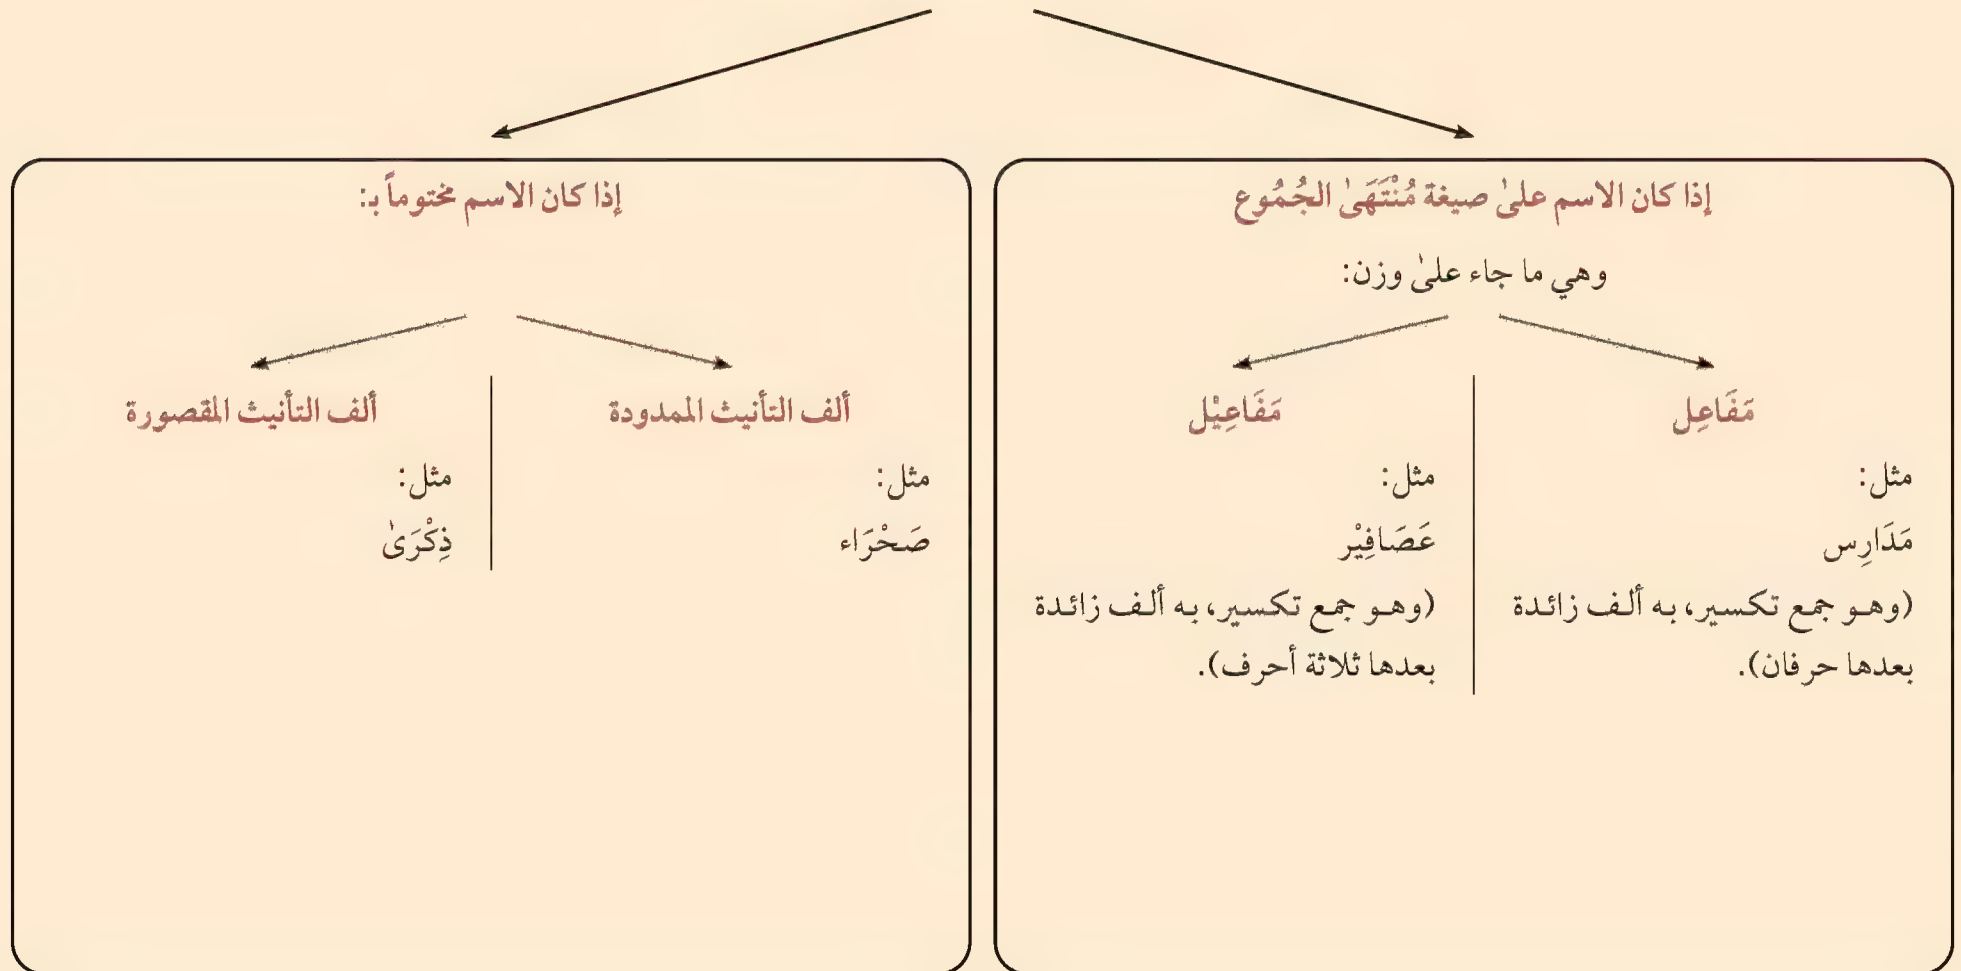 إذا كان الاسم علىٰ صيغة مُنْتَهَىٰ الجُمُوع
وهي ما جاء علىٰ وزن:
مَفَاعِل
مثل:
مَدَارِس
(وهو جمع تكسير، به ألف زائدة
بعدها حرفان).
مَفَاعِيْل
مثل:
عَصَافِيْر
(وهو جمع تكسير، به ألف زائدة
بعدها ثلاثة أحرف).
إذا كان الاسم مختوماً بـ:
ألف التأنيث الممدودة
مثل:
صَحْرَاء
ألف التأنيث المقصورة
مثل:
ذِكْرَىٰ